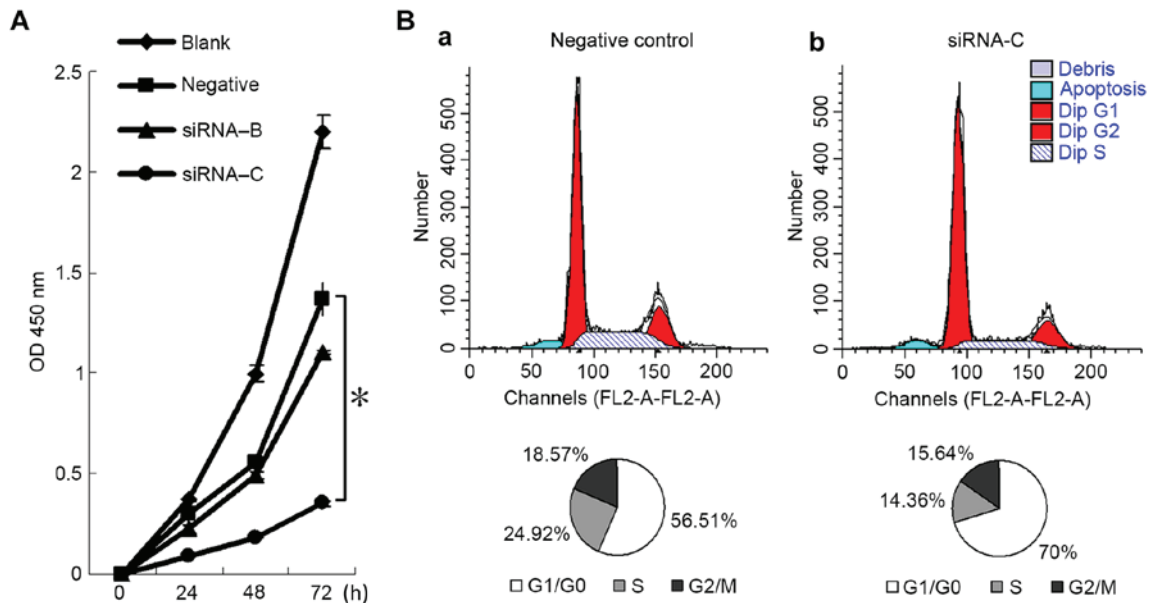 A
Blank
Negative
siRNA–B
siRNA–C
2.5
2
1.5
1
0.5
0
OD 450 nm
0 24 48 72 (h)
*
B
a
Negative control
500
400
300
200
100
0
Number
0 50 100 150 200
Channels (FL2-A-FL2-A)
18.57%
24.92%
56.51%
G1/G0 S G2/M
b
siRNA-C
Debris
Apoptosis
Dip G1
Dip G2
Dip S
500
400
300
200
100
0
Number
0 50 100 150 200
Channels (FL2-A-FL2-A)
15.64%
14.36%
70%
G1/G0 S G2/M